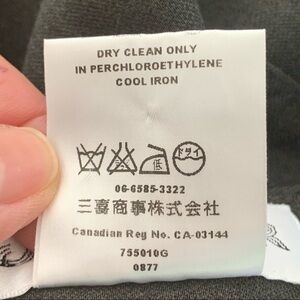 DRY CLEAN ONLY
IN PERCHLOROETHYLENE
COOL IRON
低 ドライ
06-6585-3322
三喜商事株式会社
Canadian Reg No. CA-03144
755010G
0877